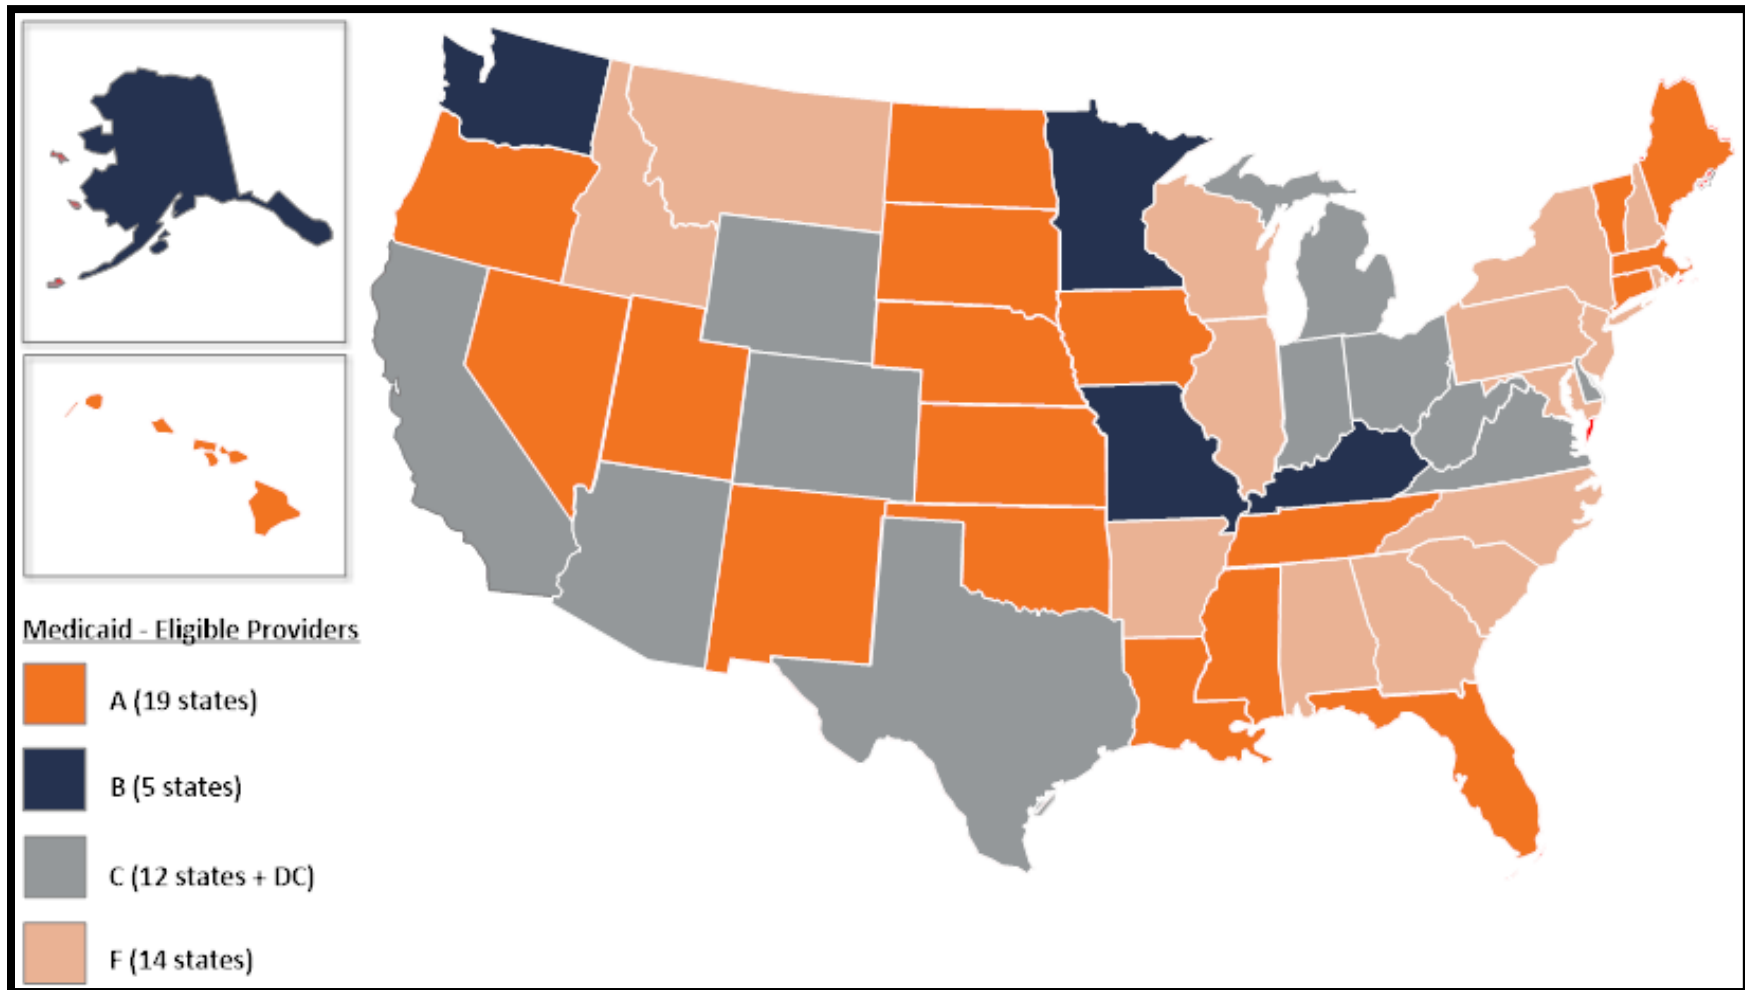 Medicaid - Eligible Providers
A (19 states)
B (5 states)
C (12 states + DC)
F (14 states)